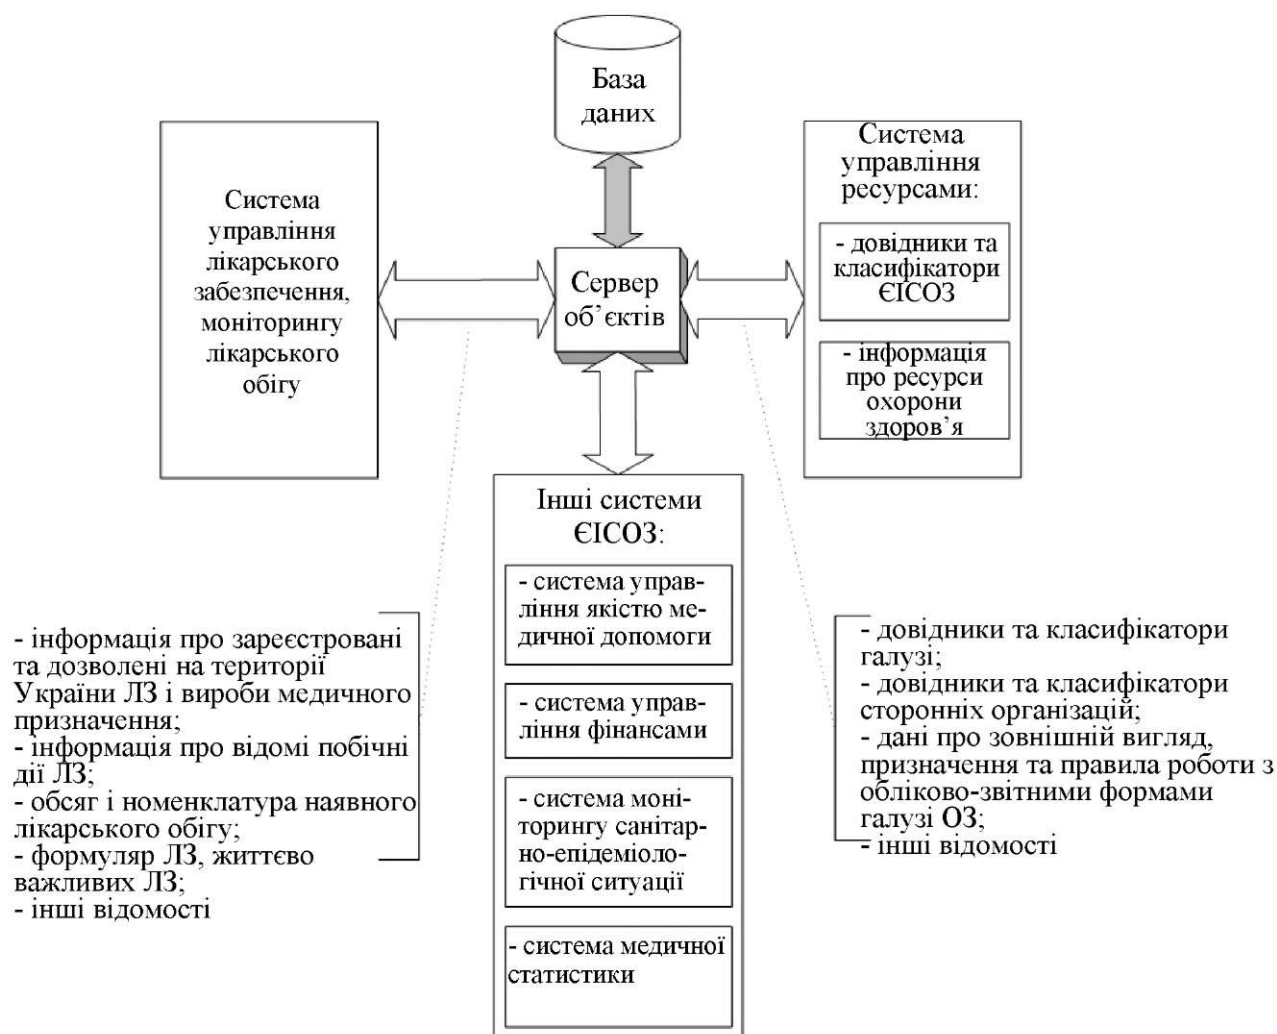 База
даних
Система
управління
лікарського
забезпечення,
моніторингу
лікарського
обігу
Сервер
об’єктів
Система
управління
ресурсами:
- довідники та
класифікатори
ЄІСОЗ
- інформація
про ресурси
охорони
здоров’я
Інші системи
ЄІСОЗ:
- система управ-
ління якістю ме-
дичної допомоги
- система управ-
ління фінансами
- система моні-
торингу санітар-
но-епідеміоло-
гічної ситуації
- система медичної
статистики
- інформація про зареєстровані
та дозволені на території
України ЛЗ і вироби медичного
призначення;
- інформація про відомі побічні
дії ЛЗ;
- обсяг і номенклатура наявного
лікарського обігу;
- формуляр ЛЗ, життєво
важливих ЛЗ;
- інші відомості
- довідники та класифікатори
галузі;
- довідники та класифікатори
сторонніх організацій;
- дані про зовнішній вигляд,
призначення та правила роботи з
обліково-звітними формами
галузі ОЗ;
- інші відомості